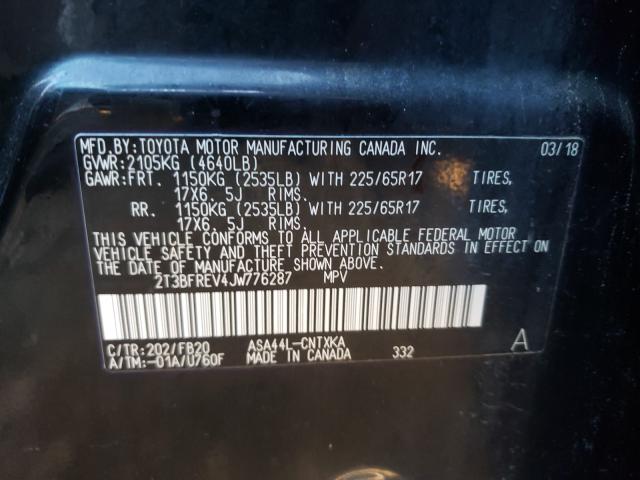 MFD.BY:TOYOTA MOTOR MANUFACTURING CANADA INC. 03/18
GVWR:2105KG (4640LB)
GAWR:FRT. 1150KG (2535LB) WITH 225/65R17 TIRES,
17X6. 5J RIMS.
RR. 1150KG (2535LB) WITH 225/65R17 TIRES,
17X6. 5J RIMS.
THIS VEHICLE CONFORMS TO ALL APPLICABLE FEDERAL MOTOR
VEHICLE SAFETY AND THEFT PREVENTION STANDARDS IN EFFECT ON
THE DATE OF MANUFACTURE SHOWN ABOVE.
2T3BFREV4JW776287 MPV
C/TR:202/FB20 ASA44L-CNTXKA 332 A
A/TM:-01A/U760F MADE IN CANADA